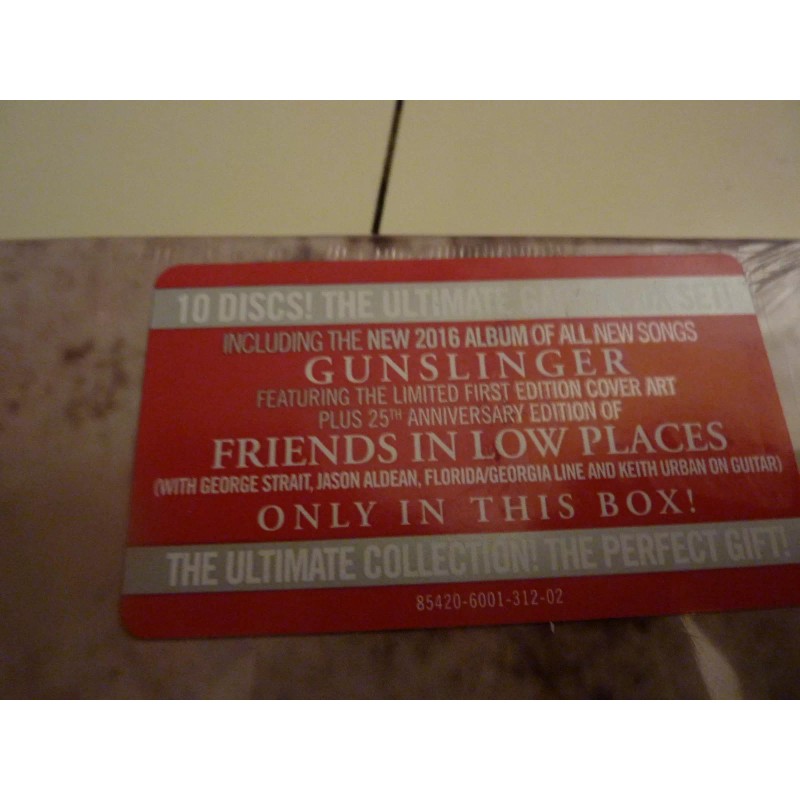 10 DISCS! THE ULTIMATE SET!
INCLUDING THE NEW 2016 ALBUM OF ALL NEW SONGS
GUNSLINGER
FEATURING THE LIMITED FIRST EDITION COVER ART
PLUS 25TH ANNIVERSARY EDITION OF
FRIENDS IN LOW PLACES
(WITH GEORGE STRAIT, JASON ALDEAN, FLORIDA/GEORGIA LINE AND KEITH URBAN ON GUITAR)
ONLY IN THIS BOX!
THE ULTIMATE COLLECTION! THE PERFECT GIFT!
85420-6001-312-02